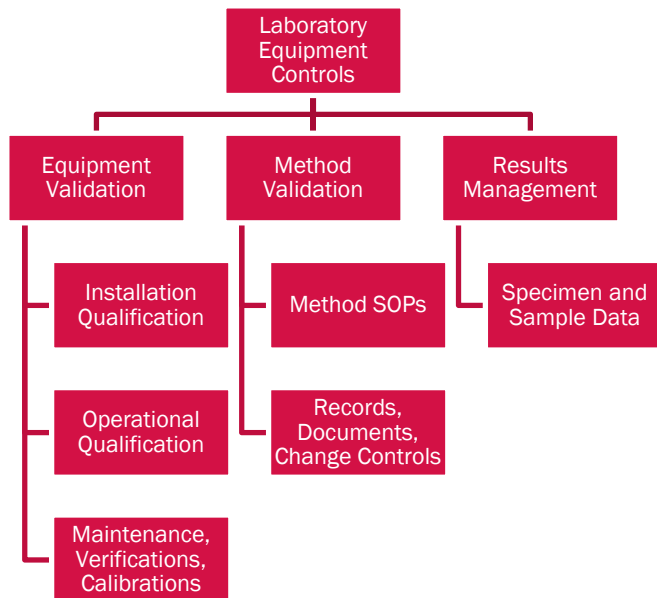 Laboratory
Equipment
Controls
Equipment
Validation
Method
Validation
Results
Management
Installation
Qualification
Method SOPs
Specimen and
Sample Data
Operational
Qualification
Records,
Documents,
Change Controls
Maintenance,
Verifications,
Calibrations